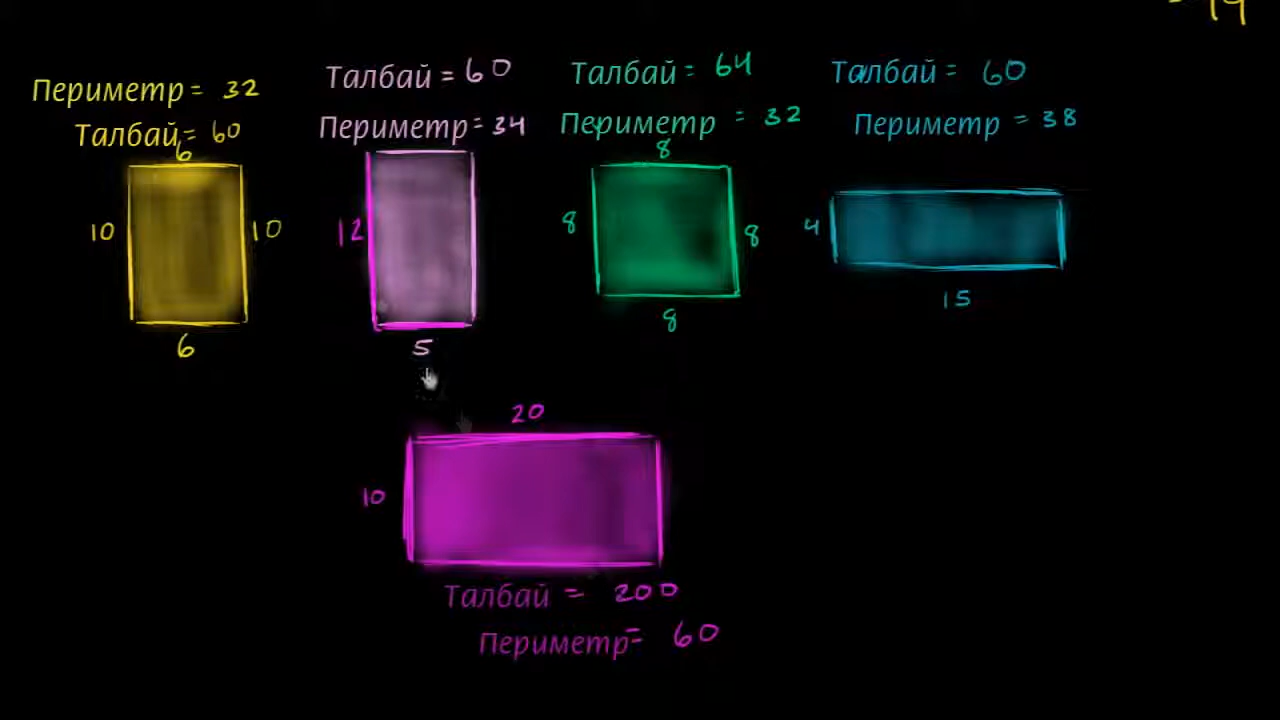 44
Периметр = 32
Талбай = 60
6
10
10
6
Талбай = 60
Периметр = 34
12
5
Талбай = 64
Периметр = 32
8
8
8
8
Талбай = 60
Периметр = 38
4
15
20
10
Талбай = 200
Периметр = 60